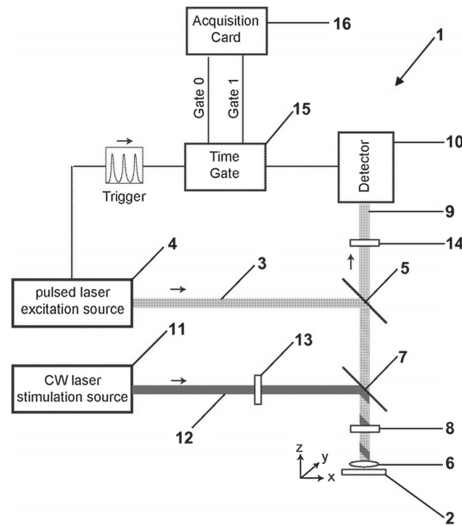 Acquisition
Card
16
1
Gate 0
Gate 1
15
10
Time
Gate
Detector
Trigger
9
14
4
3
5
pulsed laser
excitation source
11
13
7
CW laser
stimulation source
12
8
z
y
x
6
2